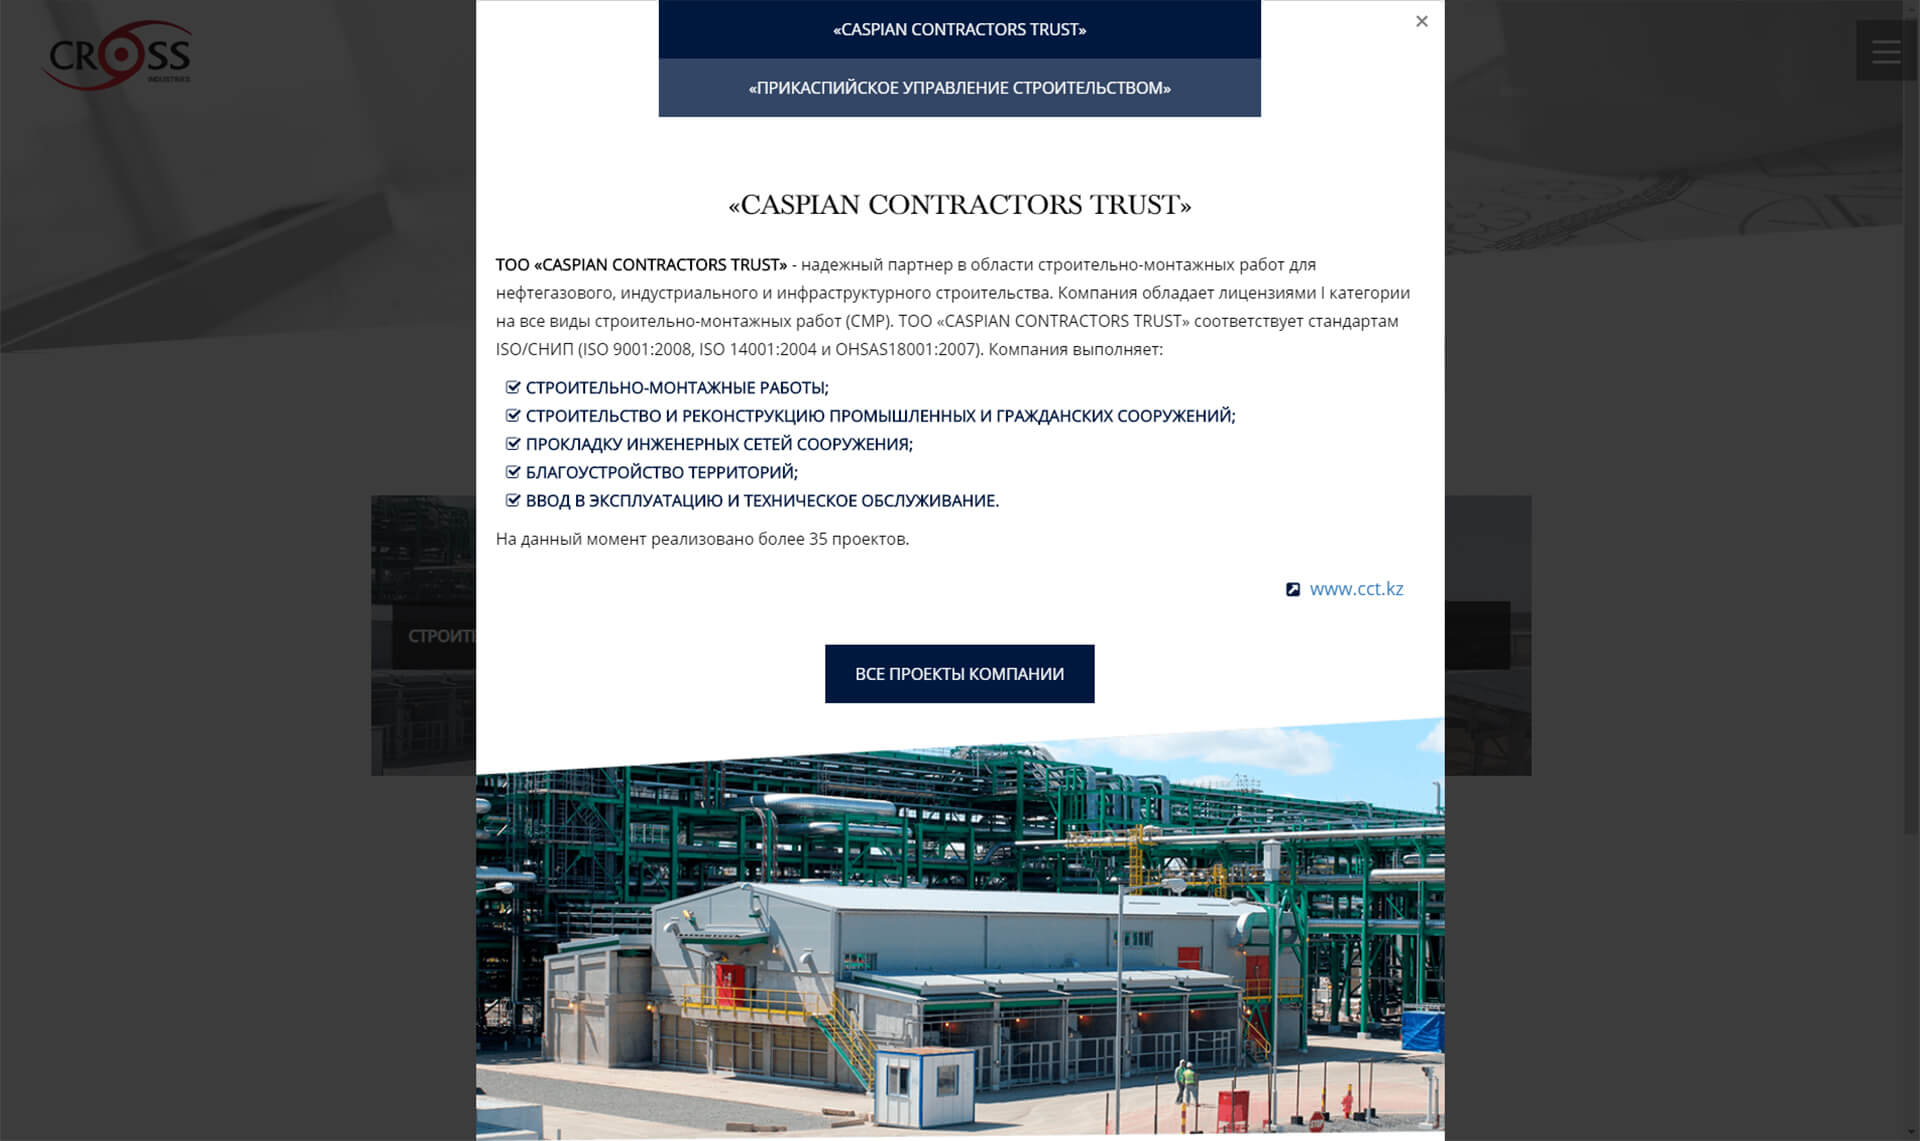 CROSS
INDUSTRIES
«CASPIAN CONTRACTORS TRUST»
«ПРИКАСПИЙСКОЕ УПРАВЛЕНИЕ СТРОИТЕЛЬСТВОМ»
«CASPIAN CONTRACTORS TRUST»
ТОО «CASPIAN CONTRACTORS TRUST» - надежный партнер в области строительно-монтажных работ для
нефтегазового, индустриального и инфраструктурного строительства. Компания обладает лицензиями I категории
на все виды строительно-монтажных работ (СМР). ТОО «CASPIAN CONTRACTORS TRUST» соответствует стандартам
ISO/СНИП (ISO 9001:2008, ISO 14001:2004 и OHSAS18001:2007). Компания выполняет:
СТРОИТЕЛЬНО-МОНТАЖНЫЕ РАБОТЫ;
СТРОИТЕЛЬСТВО И РЕКОНСТРУКЦИЮ ПРОМЫШЛЕННЫХ И ГРАЖДАНСКИХ СООРУЖЕНИЙ;
ПРОКЛАДКУ ИНЖЕНЕРНЫХ СЕТЕЙ СООРУЖЕНИЯ;
БЛАГОУСТРОЙСТВО ТЕРРИТОРИЙ;
ВВОД В ЭКСПЛУАТАЦИЮ И ТЕХНИЧЕСКОЕ ОБСЛУЖИВАНИЕ.
На данный момент реализовано более 35 проектов.
www.cct.kz
СТРОИТ
ВСЕ ПРОЕКТЫ КОМПАНИИ